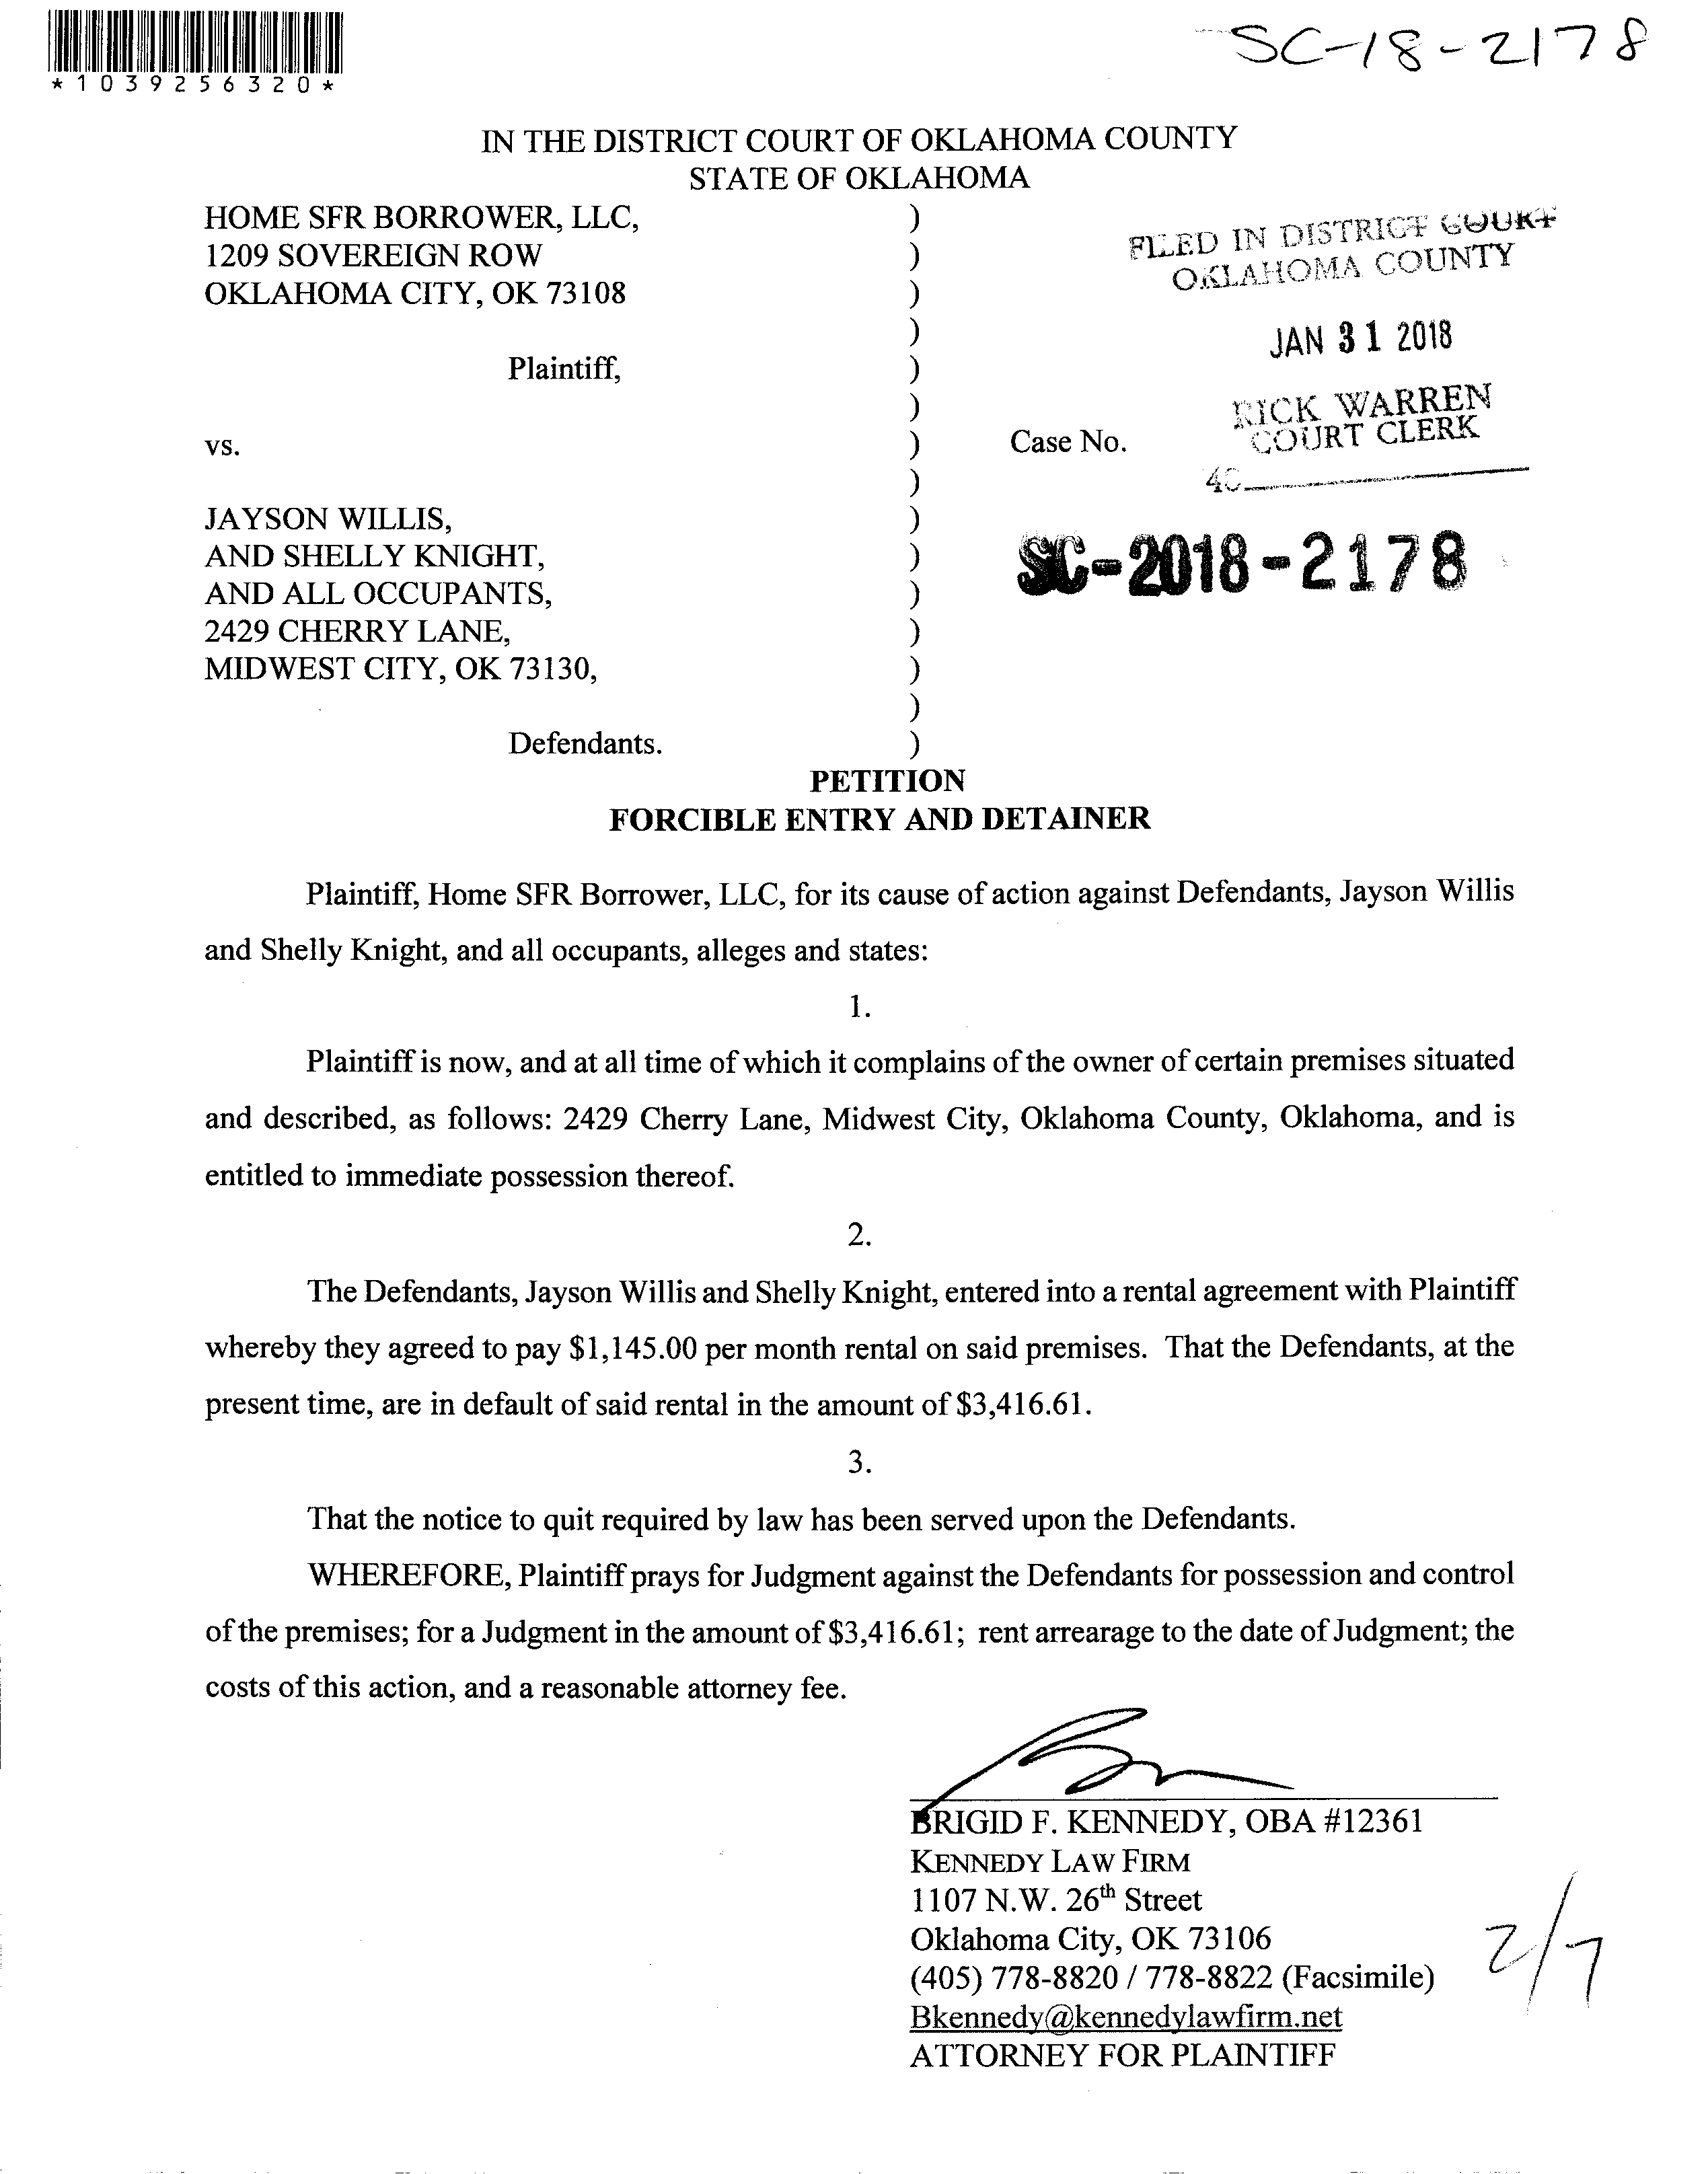 *1039256320*
SC-18-2178
IN THE DISTRICT COURT OF OKLAHOMA COUNTY
STATE OF OKLAHOMA
HOME SFR BORROWER, LLC, )
1209 SOVEREIGN ROW )
OKLAHOMA CITY, OK 73108 )
)
Plaintiff, )
)
vs. ) Case No.
)
JAYSON WILLIS, )
AND SHELLY KNIGHT, )
AND ALL OCCUPANTS, )
2429 CHERRY LANE, )
MIDWEST CITY, OK 73130, )
)
Defendants. )
FILED IN DISTRICT COURT
OKLAHOMA COUNTY
JAN 31 2018
RICK WARREN
COURT CLERK
40
SC-2018-2178
PETITION
FORCIBLE ENTRY AND DETAINER
Plaintiff, Home SFR Borrower, LLC, for its cause of action against Defendants, Jayson Willis
and Shelly Knight, and all occupants, alleges and states:
1.
Plaintiff is now, and at all time of which it complains of the owner of certain premises situated
and described, as follows: 2429 Cherry Lane, Midwest City, Oklahoma County, Oklahoma, and is
entitled to immediate possession thereof.
2.
The Defendants, Jayson Willis and Shelly Knight, entered into a rental agreement with Plaintiff
whereby they agreed to pay $1,145.00 per month rental on said premises. That the Defendants, at the
present time, are in default of said rental in the amount of $3,416.61.
3.
That the notice to quit required by law has been served upon the Defendants.
WHEREFORE, Plaintiff prays for Judgment against the Defendants for possession and control
of the premises; for a Judgment in the amount of $3,416.61; rent arrearage to the date of Judgment; the
costs of this action, and a reasonable attorney fee.
BRIGID F. KENNEDY, OBA #12361
KENNEDY LAW FIRM
1107 N.W. 26th Street
Oklahoma City, OK 73106
(405) 778-8820 / 778-8822 (Facsimile)
Bkennedy@kennedylawfirm.net
ATTORNEY FOR PLAINTIFF
2/7